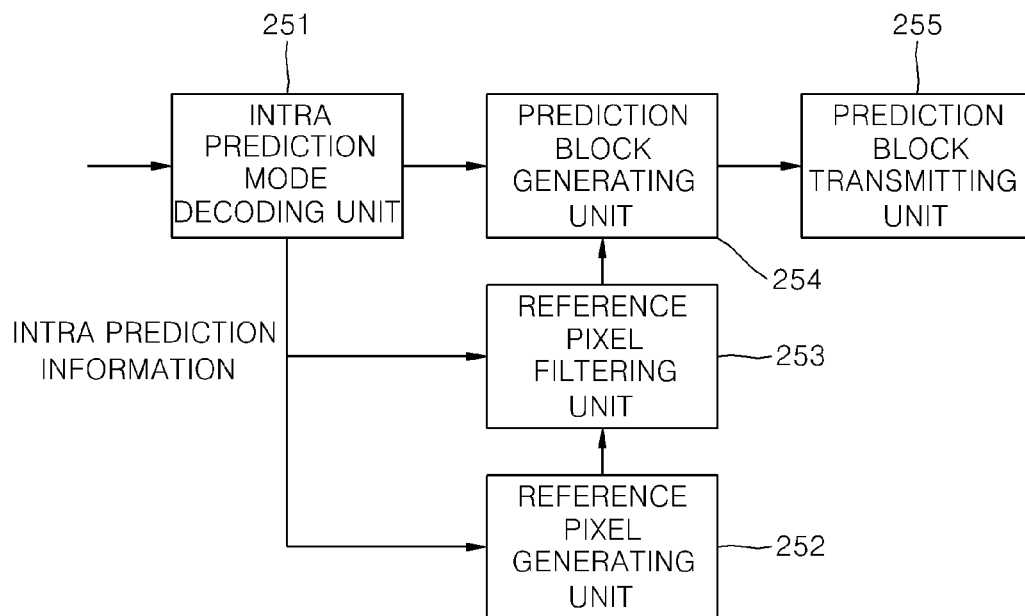 251
255
INTRA
PREDICTION
MODE
DECODING UNIT
PREDICTION
BLOCK
GENERATING
UNIT
PREDICTION
BLOCK
TRANSMITTING
UNIT
254
INTRA PREDICTION
INFORMATION
REFERENCE
PIXEL
FILTERING
UNIT
253
REFERENCE
PIXEL
GENERATING
UNIT
252